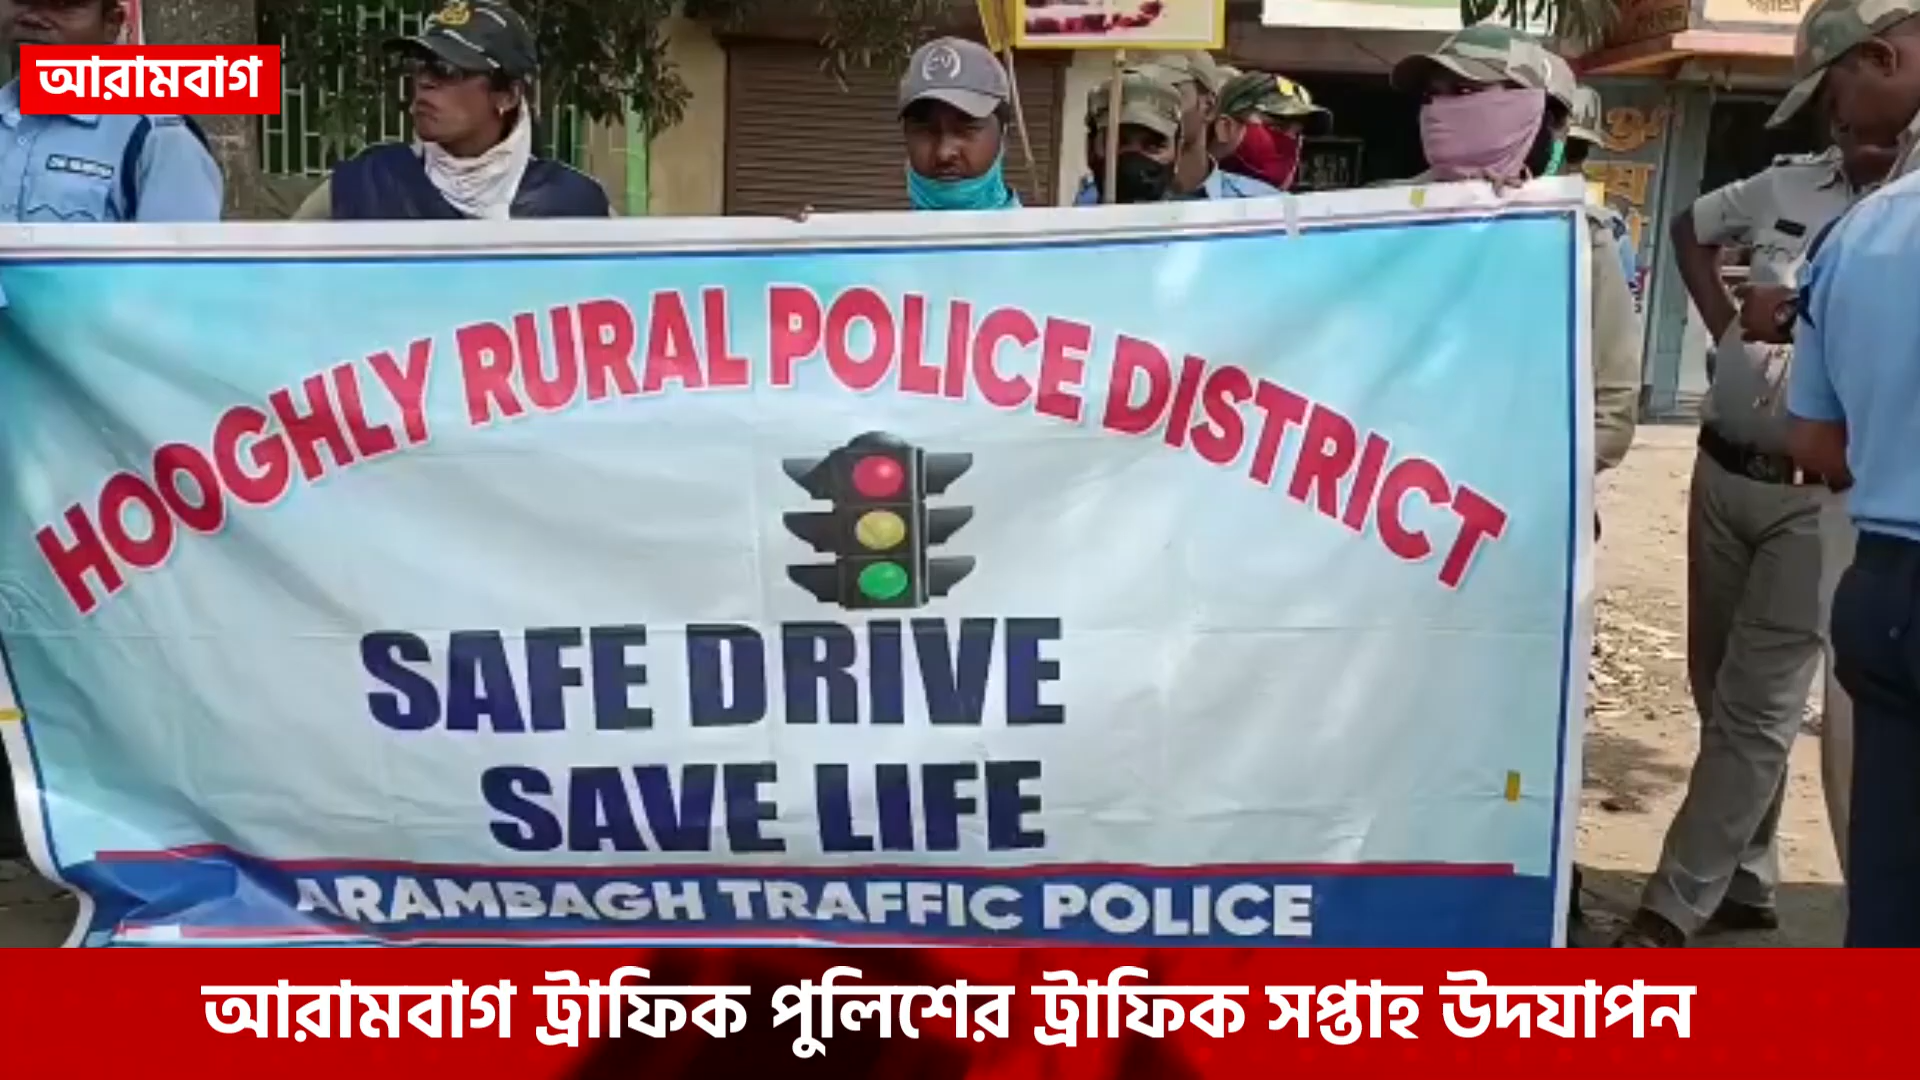 আরামবাগ
HOOGHLY RURAL POLICE DISTRICT
SAFE DRIVE
SAVE LIFE
ARAMBAGH TRAFFIC POLICE
আরামবাগ ট্রাফিক পুলিশের ট্রাফিক সপ্তাহ উদযাপন